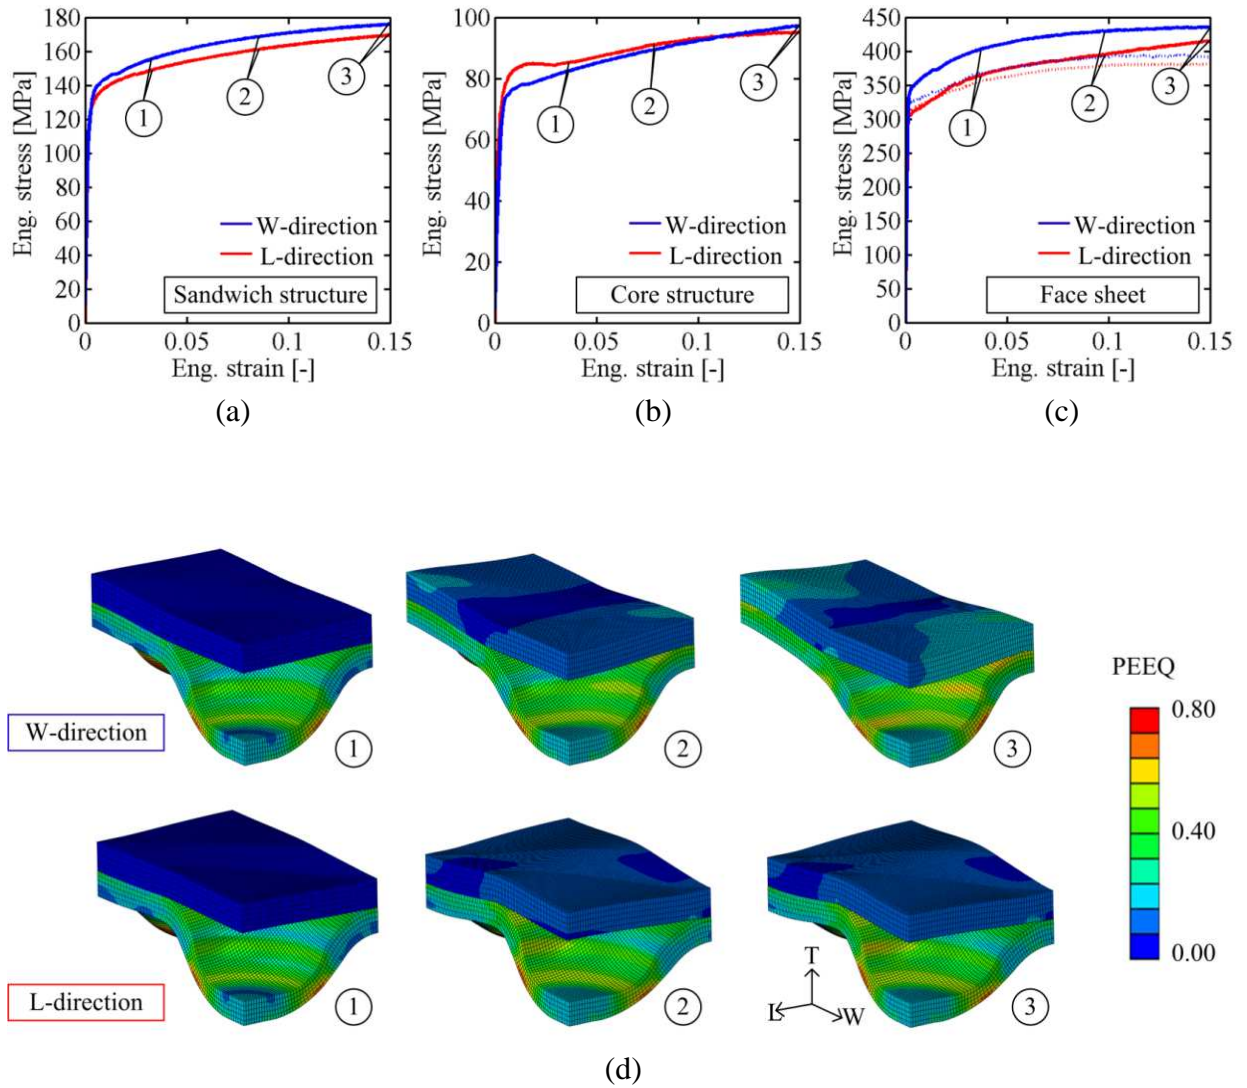 Eng. stress [MPa]
180
160
140
120
100
80
60
40
20
0
1
2
3
W-direction
L-direction
Sandwich structure
0
0.05
0.1
0.15
Eng. strain [-]
(a)
Eng. stress [MPa]
100
80
60
40
20
0
1
2
3
W-direction
L-direction
Core structure
0
0.05
0.1
0.15
Eng. strain [-]
(b)
Eng. stress [MPa]
450
400
350
300
250
450
100
150
100
50
0
1
2
3
W-direction
L-direction
Face sheet
0
0.05
0.1
0.15
Eng. strain [-]
(c)
W-direction
1
2
3
PEEQ
0.80
0.40
0.00
L-direction
1
2
T
L
W
3
(d)